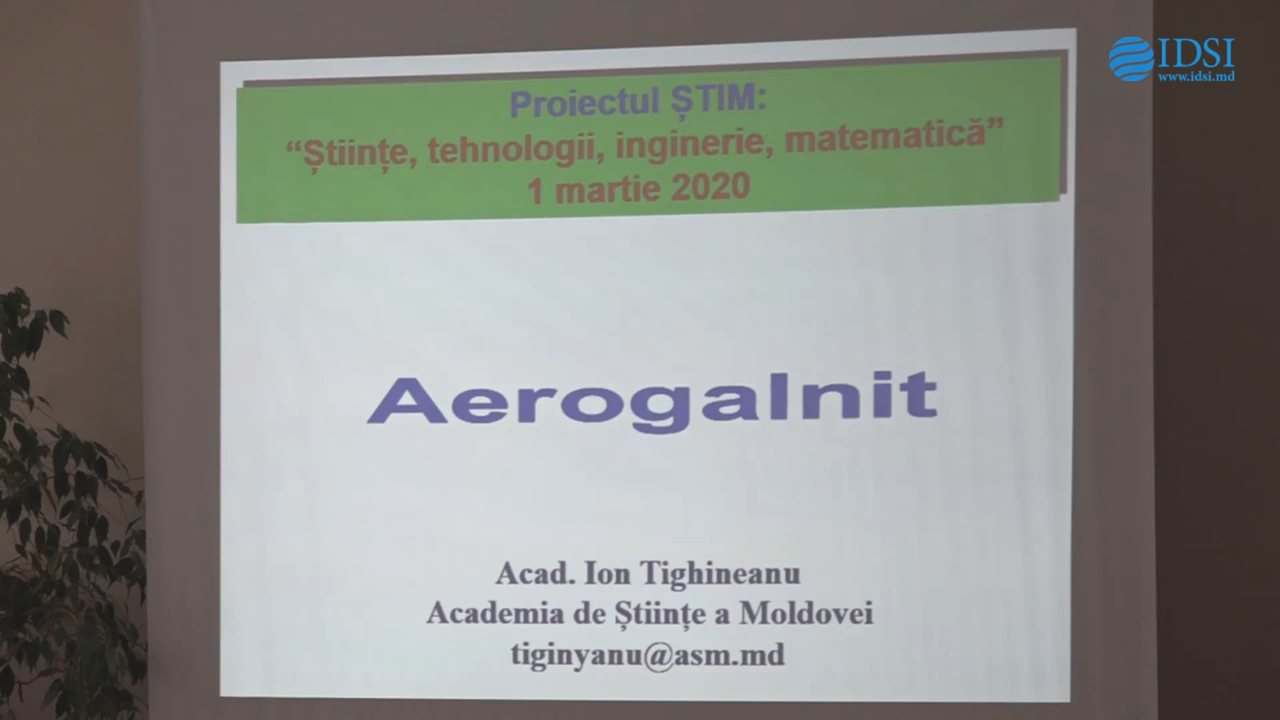 IDSI
www.idsi.md
Proiectul ȘTIM:
“Științe, tehnologii, inginerie, matematică”
1 martie 2020
Aerogalnit
Acad. Ion Tighineanu
Academia de Științe a Moldovei
tiginyanu@asm.md